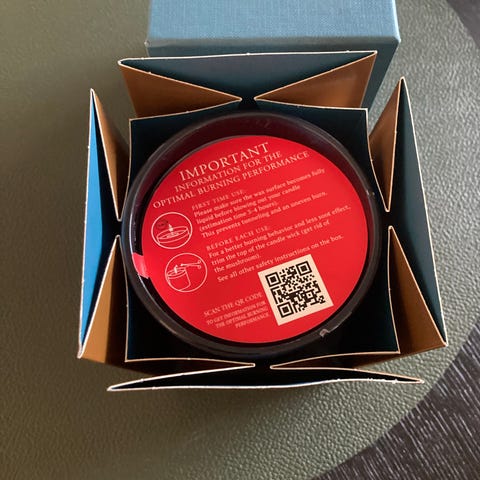 IMPORTANT
INFORMATION FOR THE
OPTIMAL BURNING PERFORMANCE
FIRST TIME USE:
Please make sure the wax surface becomes fully
liquid before blowing out your candle
(estimation time 3-4 hours).
This prevents tunneling and an uneven burn.
BEFORE EACH USE:
For a better burning behavior and less soot effect,
trim the top of the candle wick (get rid of
the mushroom).
See all other safety instructions on the box.
SCAN THE QR CODE
TO GET INFORMATION FOR
THE OPTIMAL BURNING
PERFORMANCE